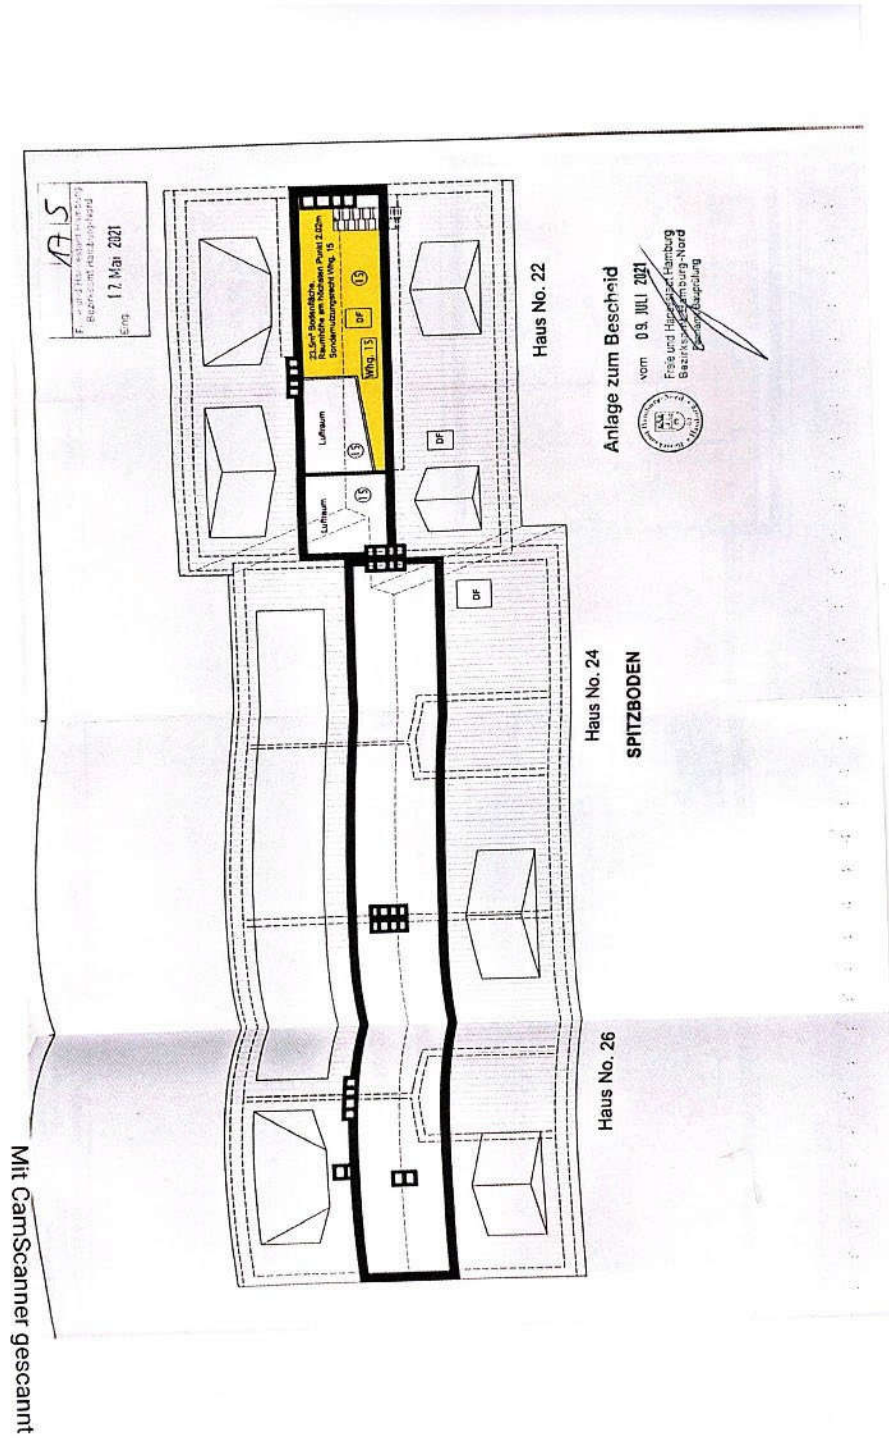 17. Mai 2021
Eing.
23.5m² Bodenfläche,
Raumhöhe am höchsten Punkt 2.02m
Sondernutzungsrecht Whg. 15
DF
15
Whg. 15
Luftraum
15
Luftraum
15
DF
DF
Haus No. 22
Haus No. 24
Haus No. 26
SPITZBODEN
Anlage zum Bescheid
vom 09. JULI 2021
Freie und Hansestadt Hamburg
Bezirksamt Hamburg-Nord
Mit CamScanner gescannt